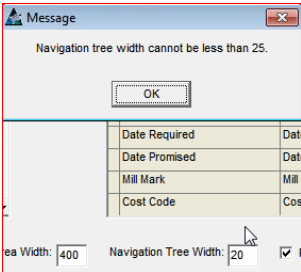 Message
Navigation tree width cannot be less than 25.
OK
Date Required
Date Promised
Mill Mark Mill
Cost Code
Width: 400 Navigation Tree Width: 20